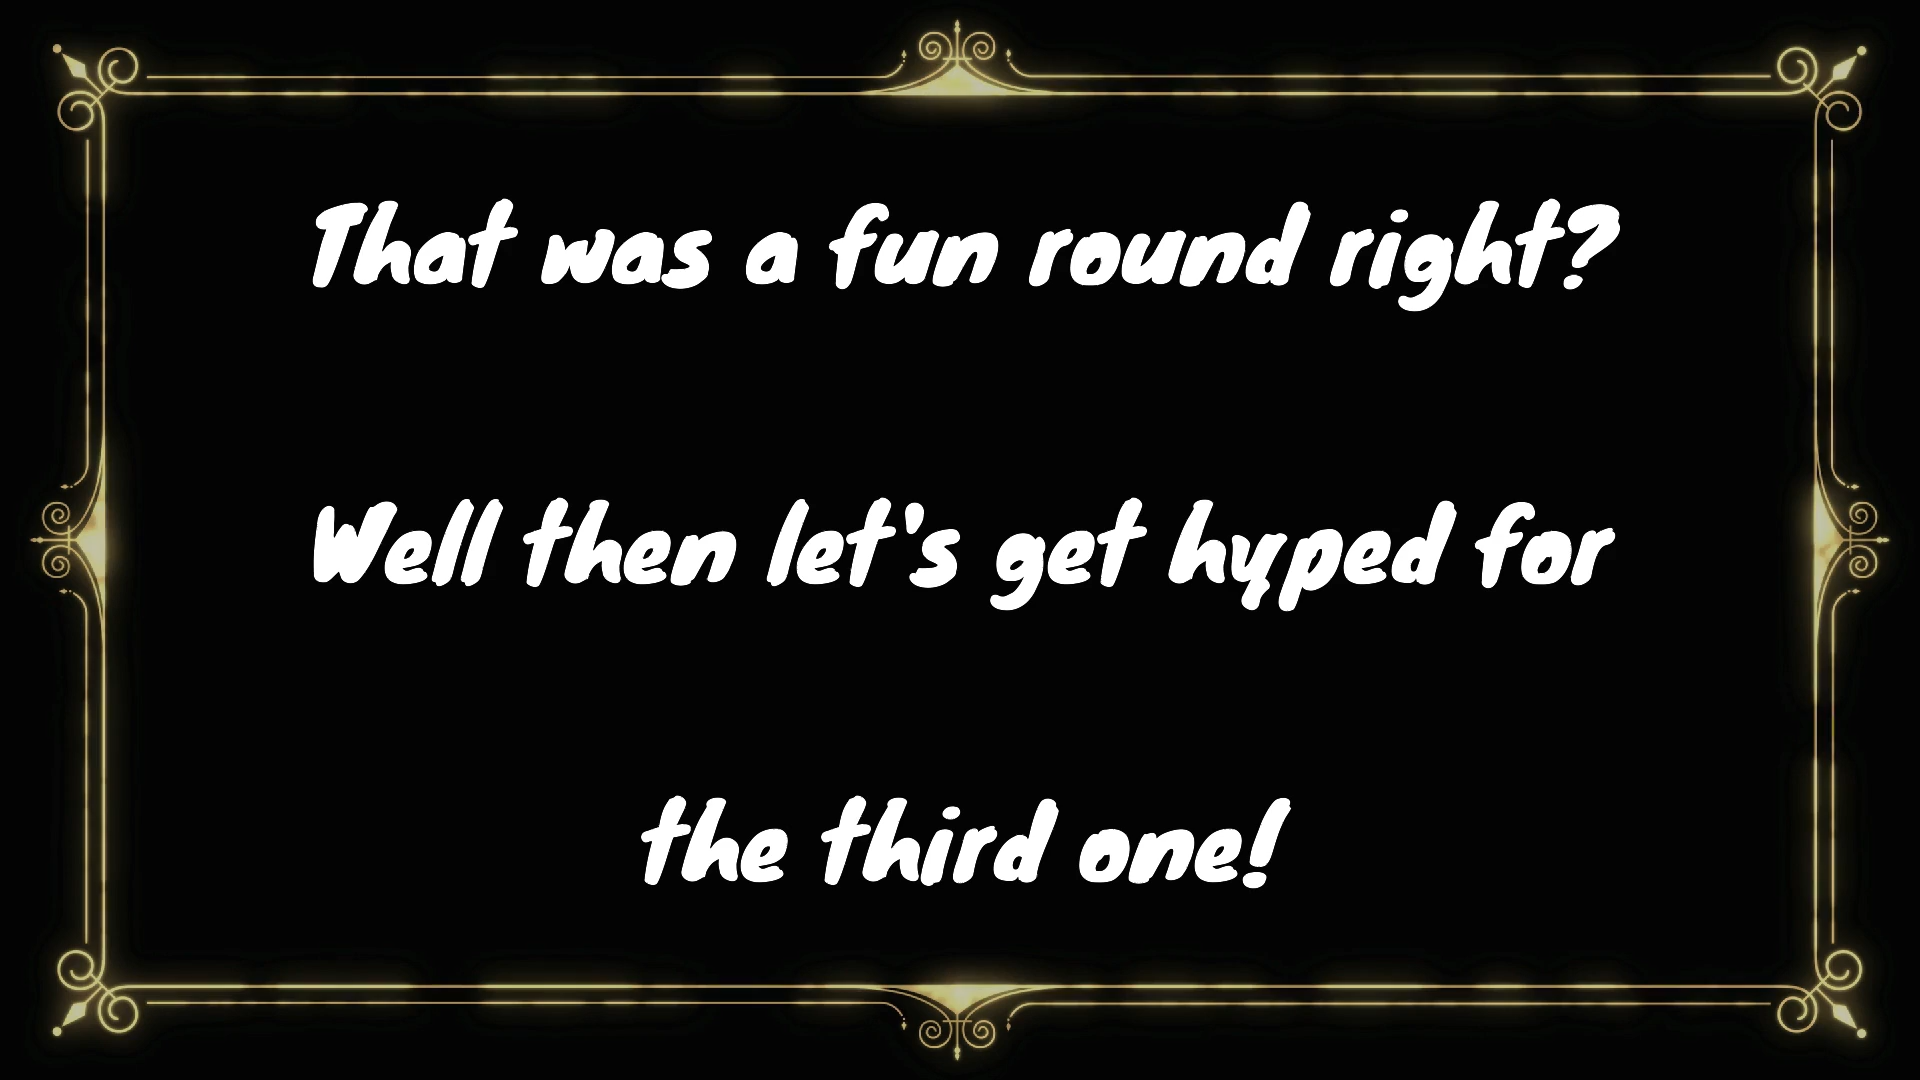 That was a fun round right?
Well then let's get hyped for
the third one!